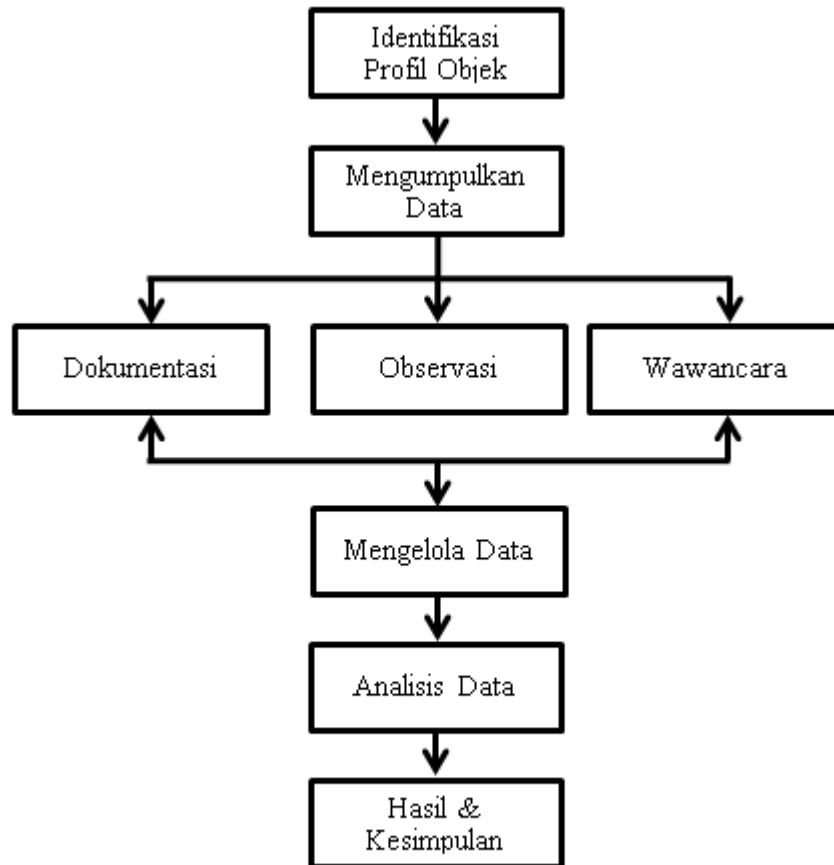 Identifikasi
Profil Objek
Mengumpulkan
Data
Dokumentasi
Observasi
Wawancara
Mengelola Data
Analisis Data
Hasil &
Kesimpulan